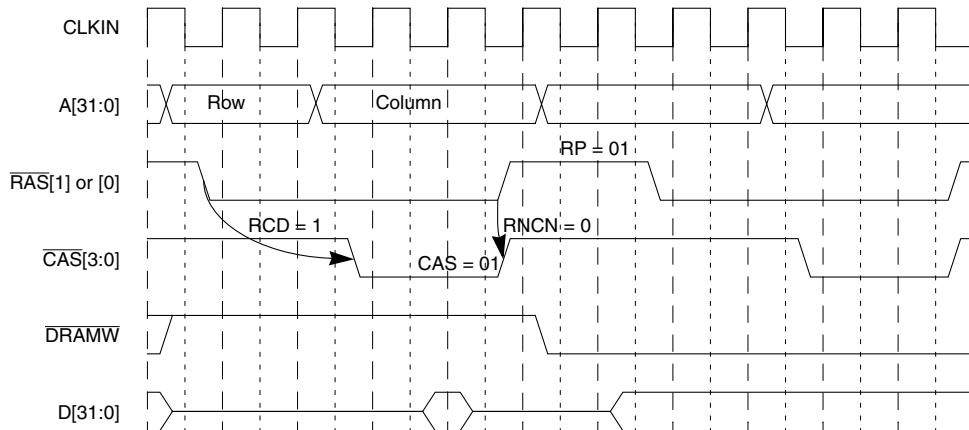 CLKIN
A[31:0]
Row
Column
RP = 01
RAS[1] or [0]
RCD = 1
RNCN = 0
CAS[3:0]
CAS = 01
DRAMW
D[31:0]